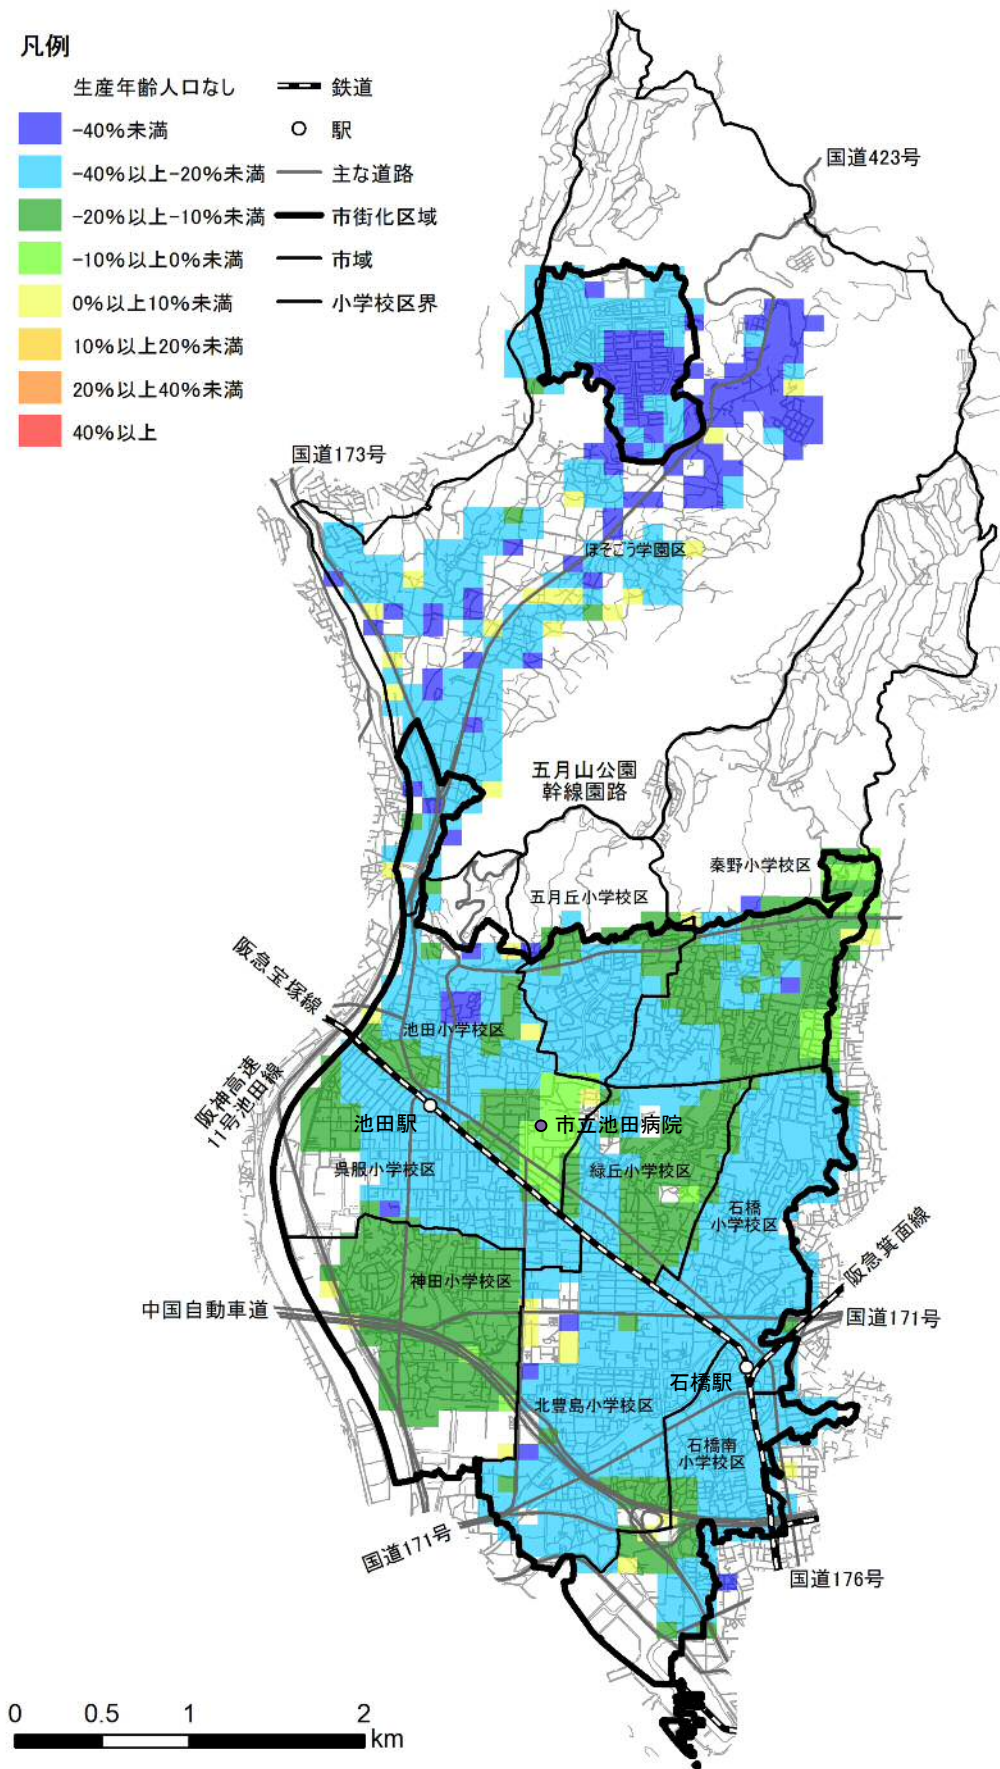 凡例
生産年齢人口なし
-40%未満
-40%以上-20%未満
-20%以上-10%未満
-10%以上0%未満
0%以上10%未満
10%以上20%未満
20%以上40%未満
40%以上
鉄道
駅
主な道路
市街化区域
市域
小学校区界
国道423号
国道173号
ほそごう学園区
五月山公園
幹線園路
秦野小学校区
五月丘小学校区
阪急宝塚線
池田小学校区
阪神高速
11号池田線
池田駅
市立池田病院
呉服小学校区
緑丘小学校区
石橋
小学校区
阪急箕面線
神田小学校区
中国自動車道
国道171号
石橋駅
北豊島小学校区
石橋南
小学校区
国道171号
国道176号
0 0.5 1 2
km